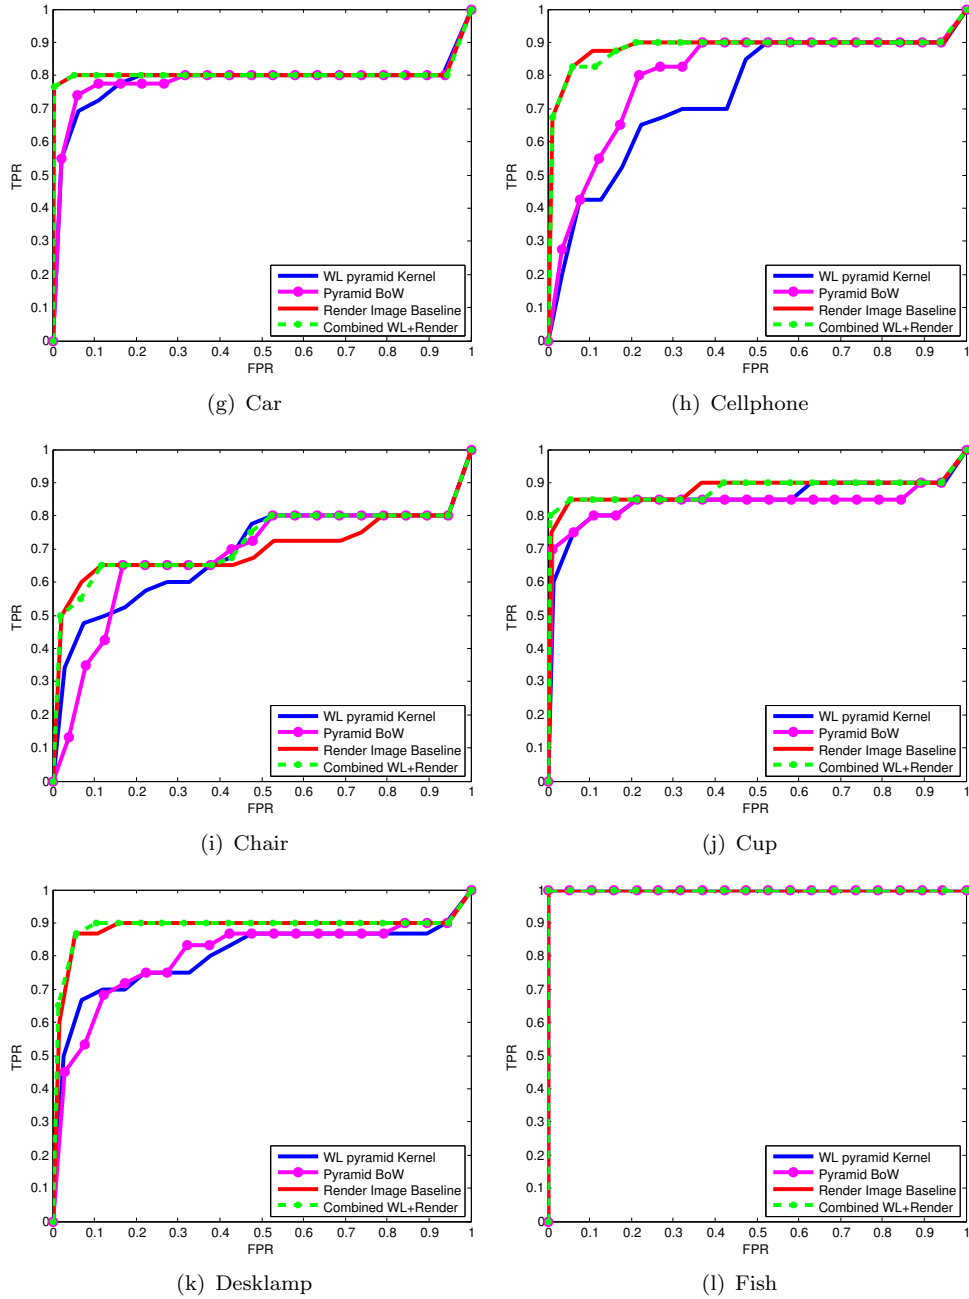 1
0.9
0.8
0.7
0.6
0.5
0.4
0.3
0.2
0.1
0
TPR
0 0.1 0.2 0.3 0.4 0.5 0.6 0.7 0.8 0.9 1
FPR
WL pyramid Kernel
Pyramid BoW
Render Image Baseline
Combined WL+Render
(g) Car
1
0.9
0.8
0.7
0.6
0.5
0.4
0.3
0.2
0.1
0
TPR
0 0.1 0.2 0.3 0.4 0.5 0.6 0.7 0.8 0.9 1
FPR
WL pyramid Kernel
Pyramid BoW
Render Image Baseline
Combined WL+Render
(h) Cellphone
1
0.9
0.8
0.7
0.6
0.5
0.4
0.3
0.2
0.1
0
TPR
0 0.1 0.2 0.3 0.4 0.5 0.6 0.7 0.8 0.9 1
FPR
WL pyramid Kernel
Pyramid BoW
Render Image Baseline
Combined WL+Render
(i) Chair
1
0.9
0.8
0.7
0.6
0.5
0.4
0.3
0.2
0.1
0
TPR
0 0.1 0.2 0.3 0.4 0.5 0.6 0.7 0.8 0.9 1
FPR
WL pyramid Kernel
Pyramid BoW
Render Image Baseline
Combined WL+Render
(j) Cup
1
0.9
0.8
0.7
0.6
0.5
0.4
0.3
0.2
0.1
0
TPR
0 0.1 0.2 0.3 0.4 0.5 0.6 0.7 0.8 0.9 1
FPR
WL pyramid Kernel
Pyramid BoW
Render Image Baseline
Combined WL+Render
(k) Desklamp
1
0.9
0.8
0.7
0.6
0.5
0.4
0.3
0.2
0.1
0
TPR
0 0.1 0.2 0.3 0.4 0.5 0.6 0.7 0.8 0.9 1
FPR
WL pyramid Kernel
Pyramid BoW
Render Image Baseline
Combined WL+Render
(l) Fish